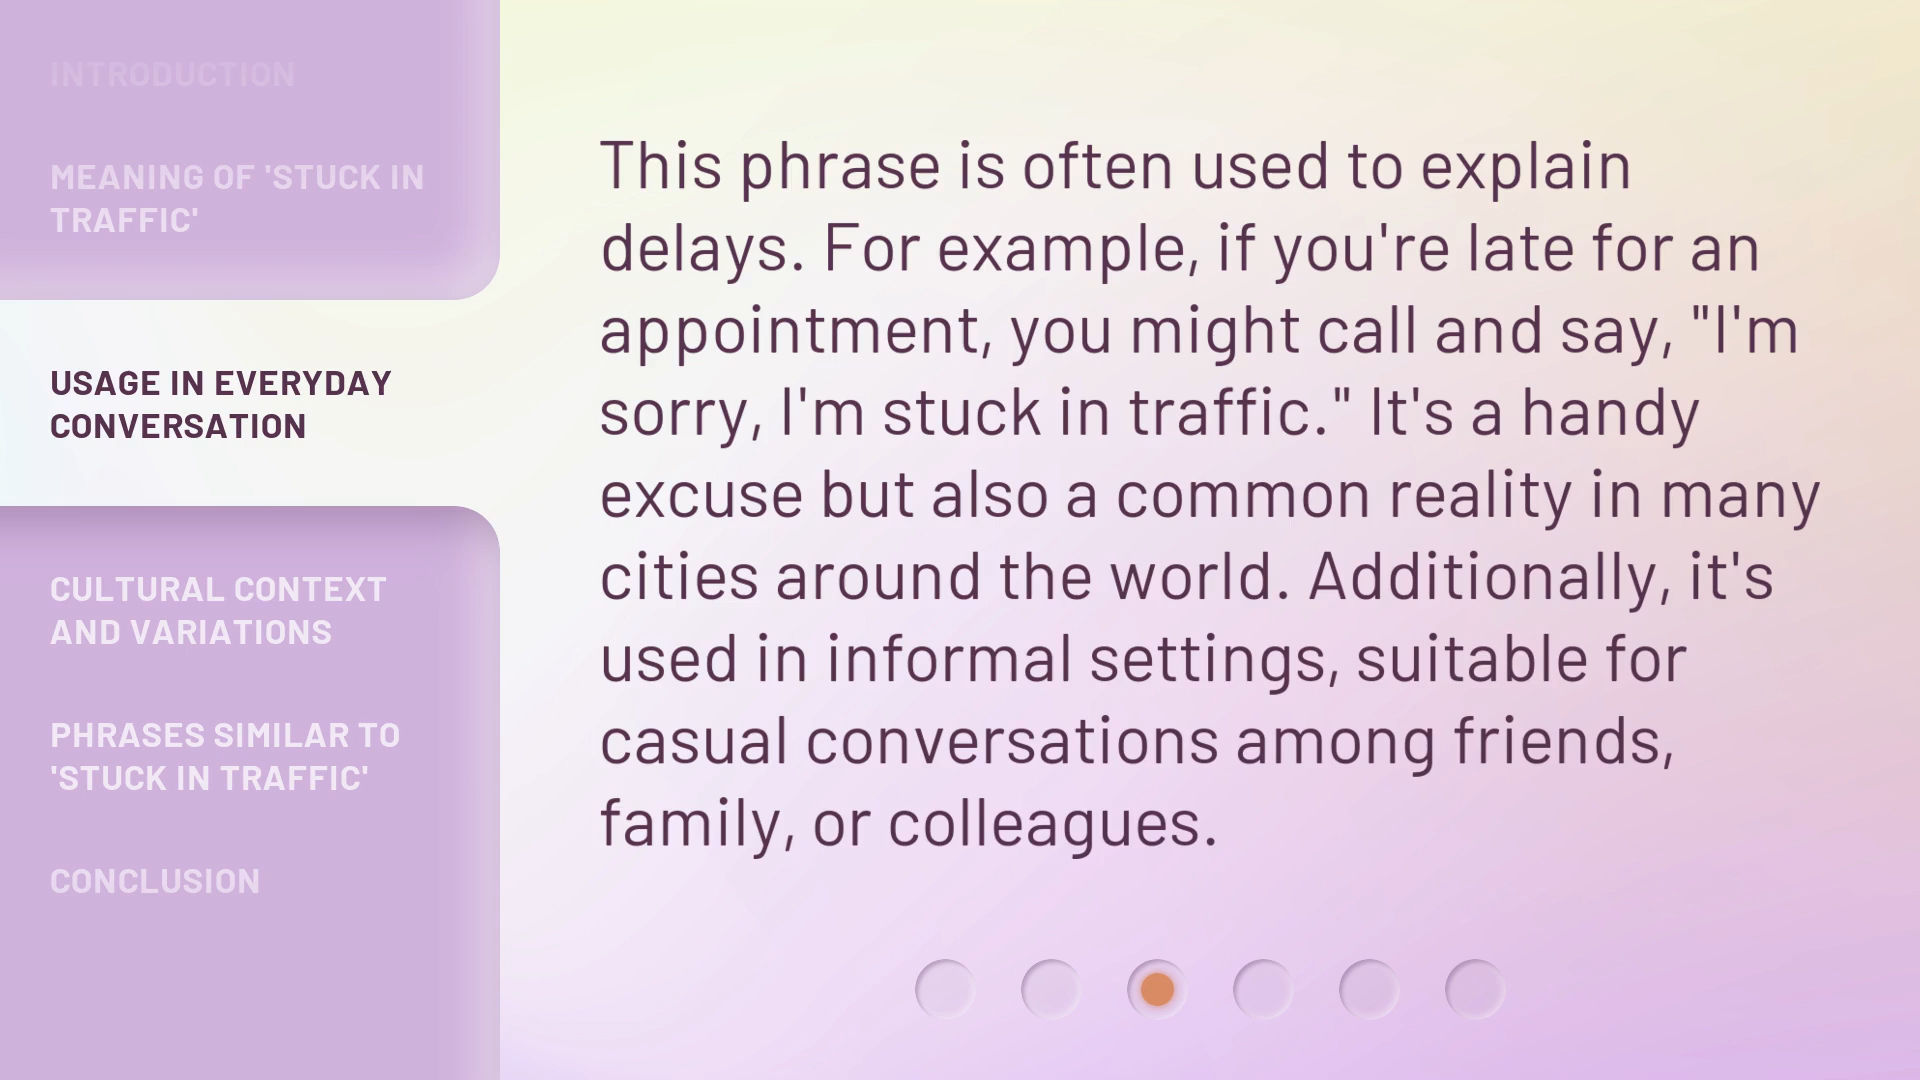 INTRODUCTION
MEANING OF 'STUCK IN
TRAFFIC'
USAGE IN EVERYDAY
CONVERSATION
CULTURAL CONTEXT
AND VARIATIONS
PHRASES SIMILAR TO
'STUCK IN TRAFFIC'
CONCLUSION
This phrase is often used to explain
delays. For example, if you're late for an
appointment, you might call and say, "I'm
sorry, I'm stuck in traffic." It's a handy
excuse but also a common reality in many
cities around the world. Additionally, it's
used in informal settings, suitable for
casual conversations among friends,
family, or colleagues.